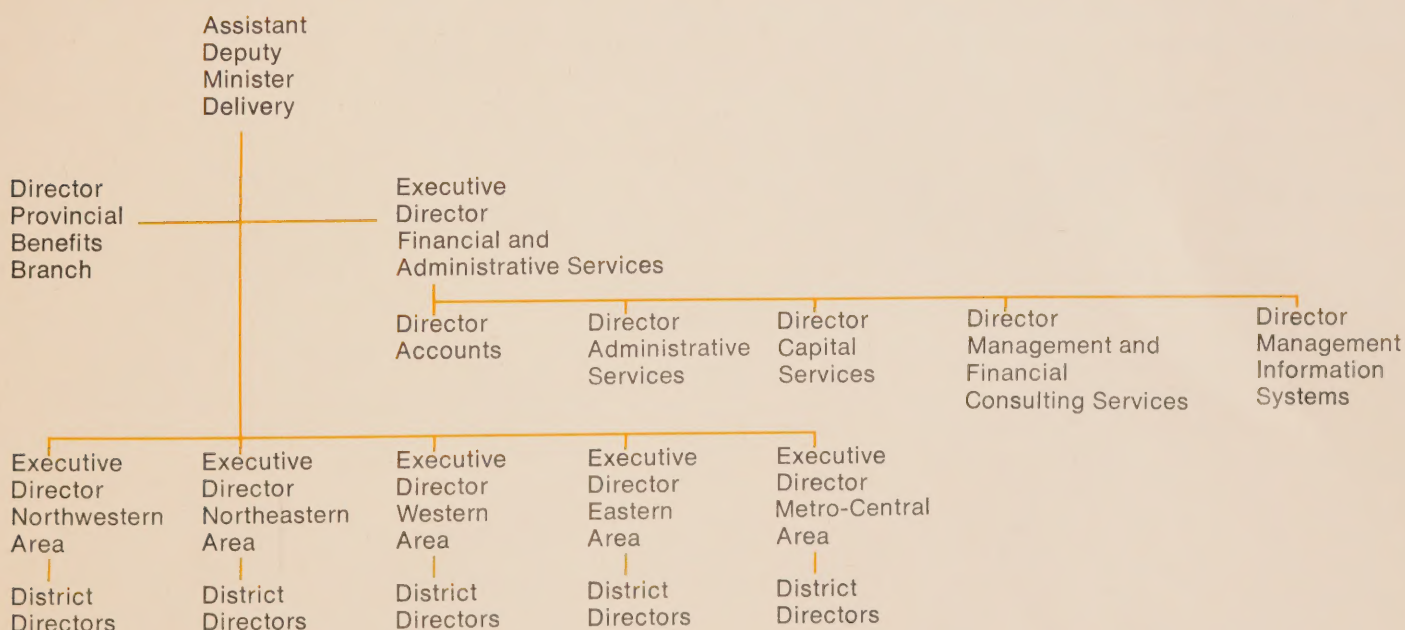 Assistant
Deputy
Minister
Delivery
Director
Provincial
Benefits
Branch
Executive
Director
Financial and
Administrative Services
Director
Accounts
Director
Administrative
Services
Director
Capital
Services
Director
Management and
Financial
Consulting Services
Director
Management
Information
Systems
Executive
Director
Northwestern
Area
Executive
Director
Northeastern
Area
Executive
Director
Western
Area
Executive
Director
Eastern
Area
Executive
Director
Metro-Central
Area
District
Directors
District
Directors
District
Directors
District
Directors
District
Directors